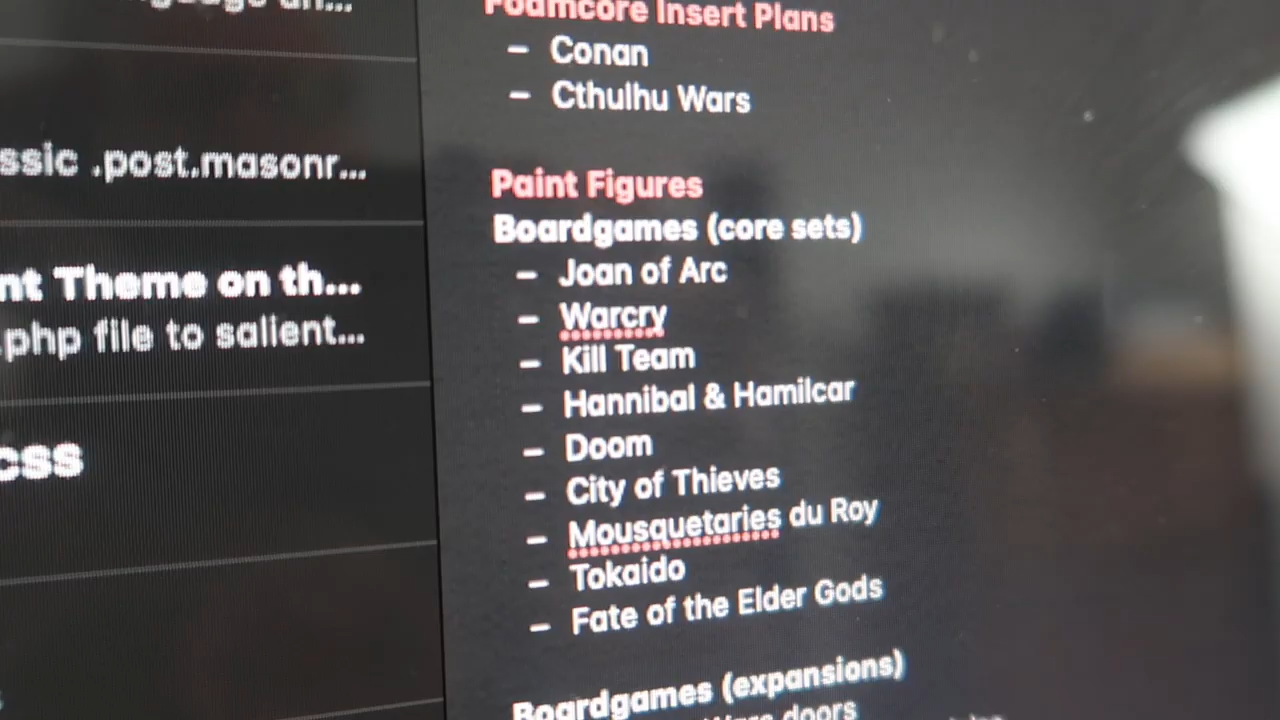 ssic .post.masonr...
nt Theme on th...
.php file to salient...
css
Foamcore Insert Plans
– Conan
– Cthulhu Wars
Paint Figures
Boardgames (core sets)
– Joan of Arc
– Warcry
– Kill Team
– Hannibal & Hamilcar
– Doom
– City of Thieves
– Mousquetaries du Roy
– Tokaido
– Fate of the Elder Gods
Boardgames (expansions)
doors